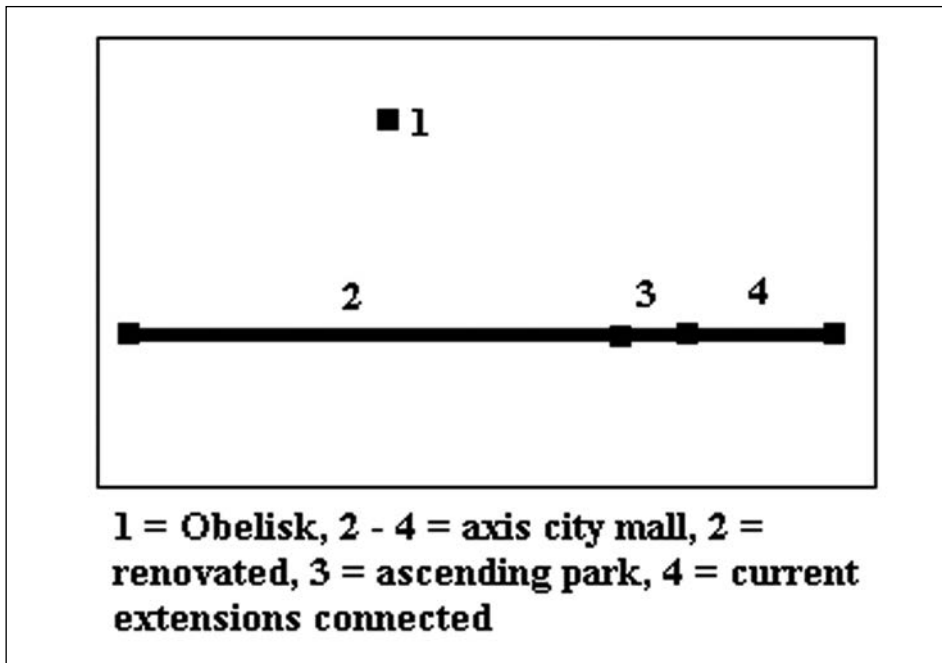 1
2
3
4
1 = Obelisk, 2 - 4 = axis city mall, 2 =
renovated, 3 = ascending park, 4 = current
extensions connected